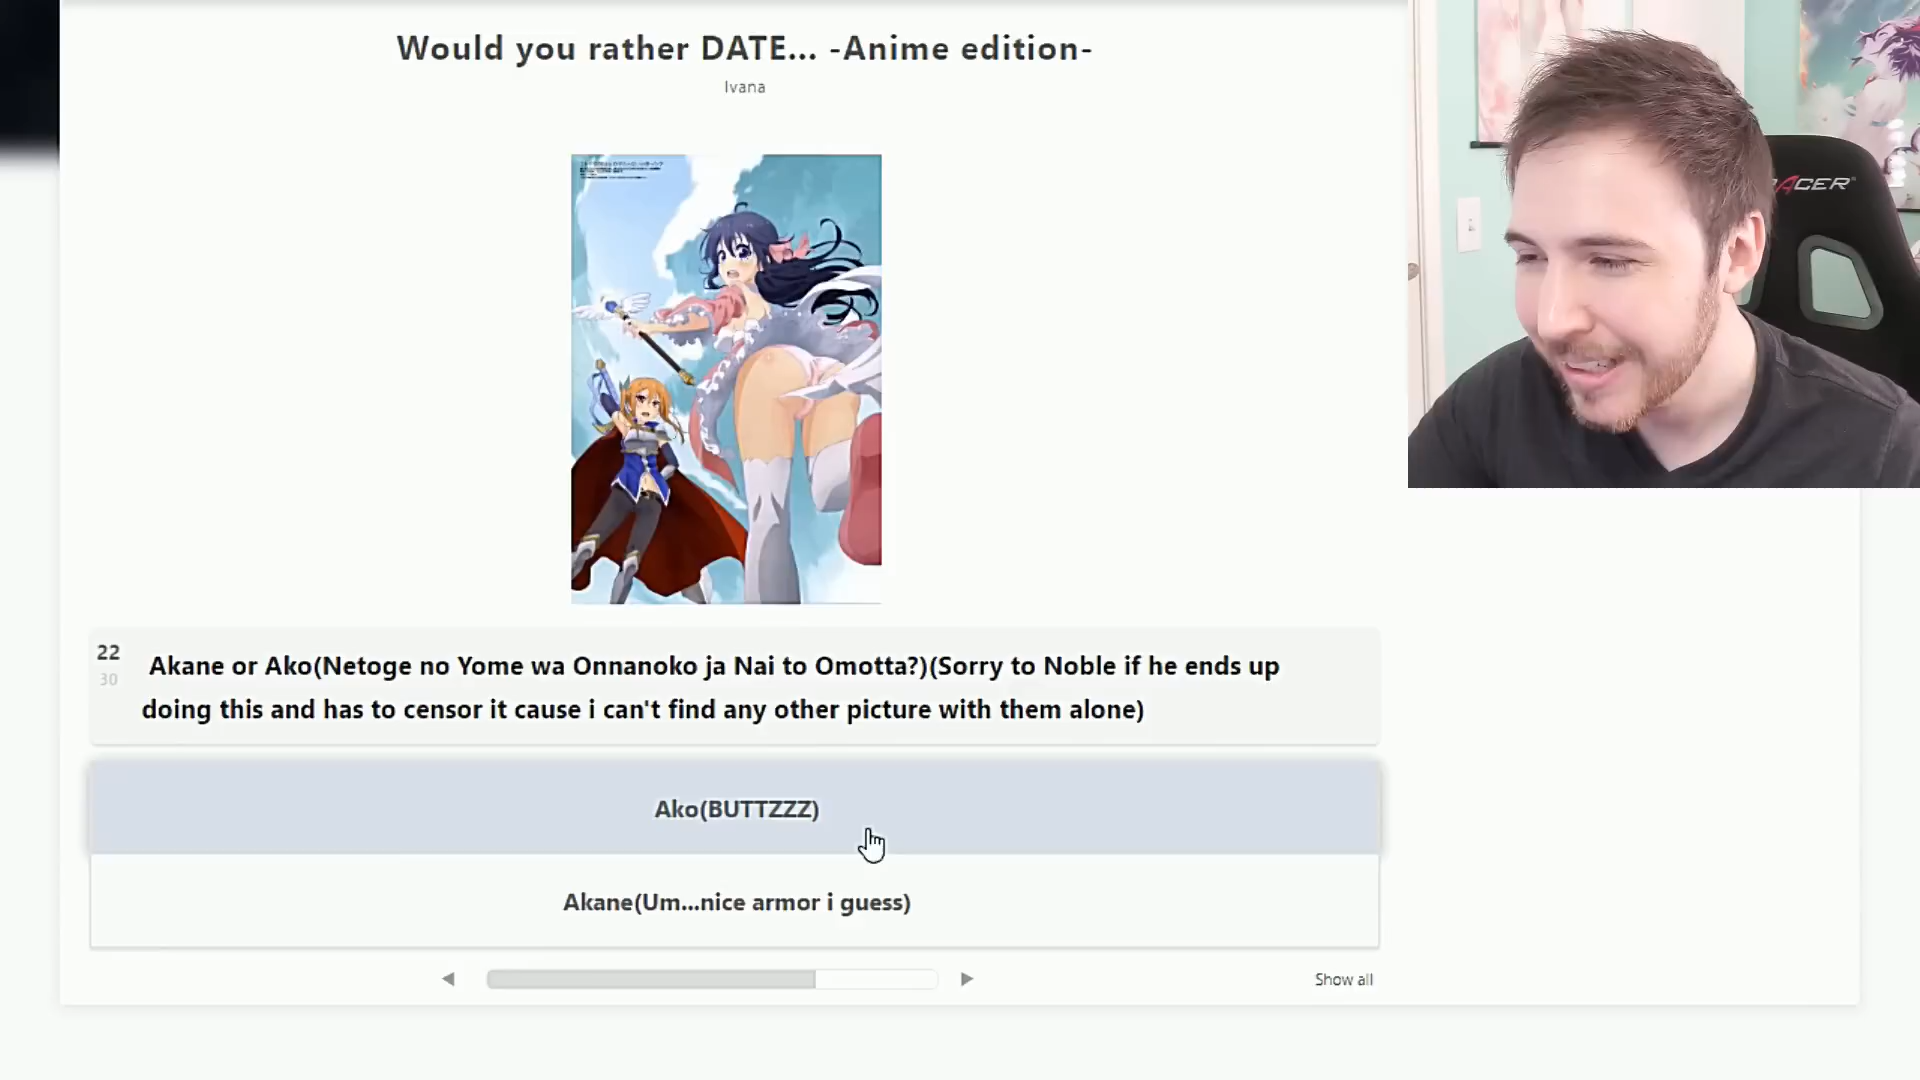 Would you rather DATE... -Anime edition-
Ivana
22
30
Akane or Ako(Netoge no Yome wa Onnanoko ja Nai to Omotta?)(Sorry to Noble if he ends up
doing this and has to censor it cause i can't find any other picture with them alone)
Ako(BUTTZZZ)
Akane(Um...nice armor i guess)
Show all
ACER